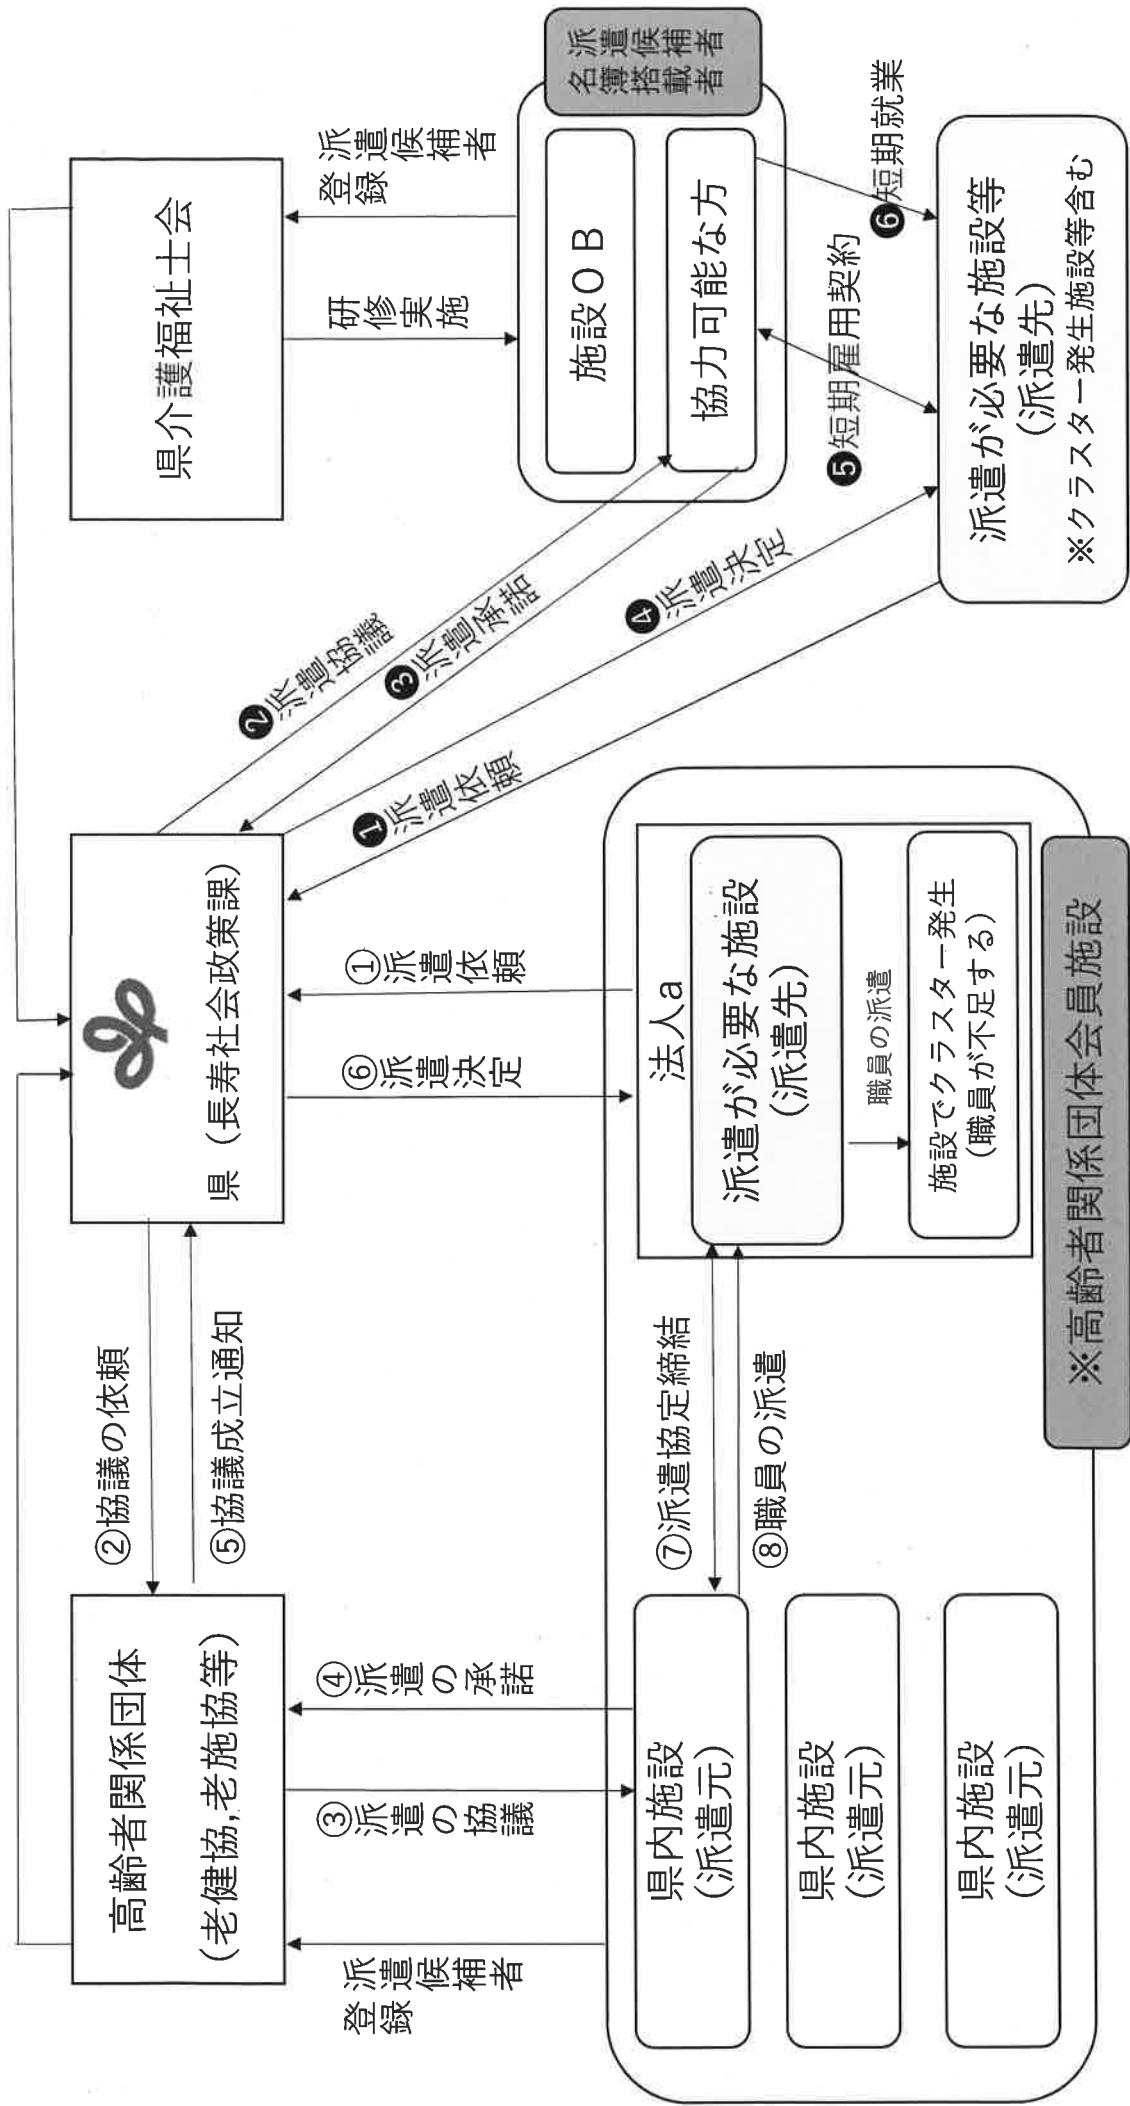 高齢者関係団体
(老健協,老施協等)
②協議の依頼
⑤協議成立通知
県（長寿社会政策課）
県介護福祉士会
派遣候補者
登録
③派遣の協議
④派遣の承諾
⑥派遣決定
①派遣依頼
❶派遣依頼
❷派遣協議
❸派遣承諾
❹派遣決定
研修実施
派遣候補者
登録
施設ＯＢ
協力可能な方
派遣候補者
名簿搭載者
❺短期雇用契約
❻短期就業
派遣が必要な施設等
(派遣先)
※クラスター発生施設等含む
県内施設
(派遣元)
県内施設
(派遣元)
県内施設
(派遣元)
⑦派遣協定締結
⑧職員の派遣
法人a
派遣が必要な施設
(派遣先)
職員の派遣
施設でクラスター発生
(職員が不足する)
※高齢者関係団体会員施設